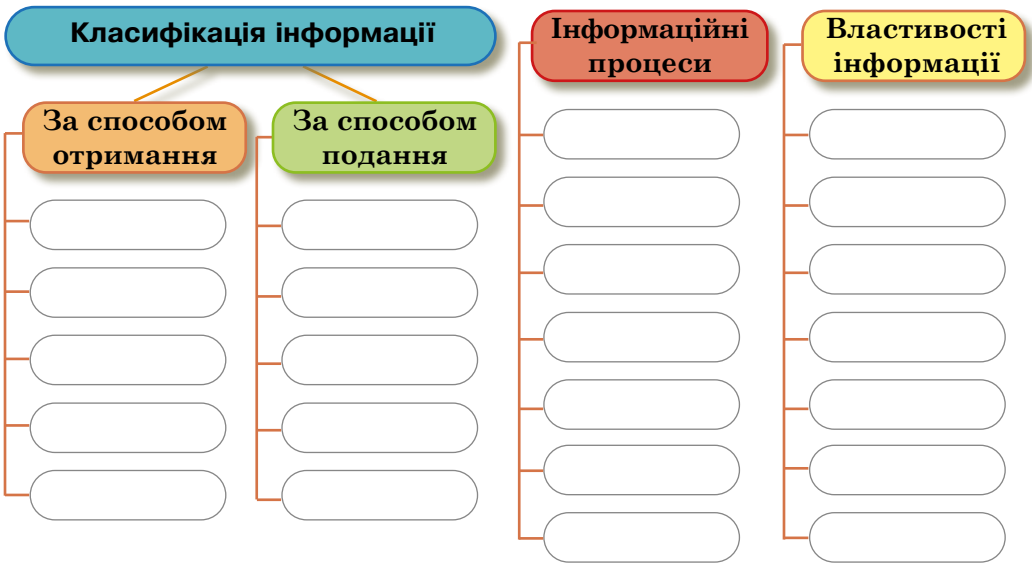 Класифікація інформації
За способом
отримання
За способом
подання
Інформаційні
процеси
Властивості
інформації